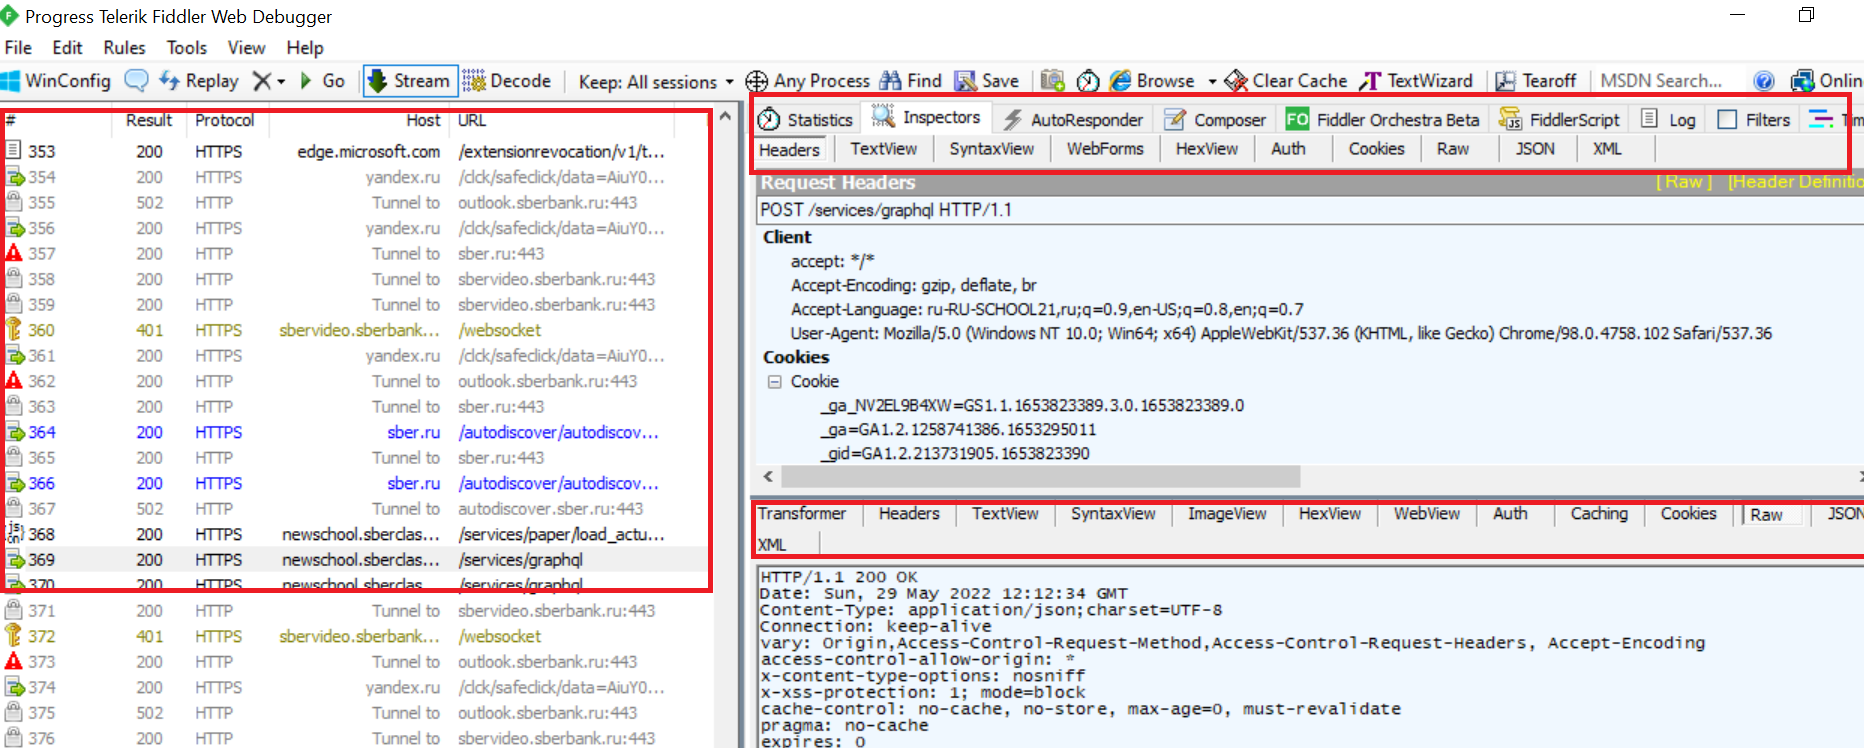 Progress Telerik Fiddler Web Debugger
File Edit Rules Tools View Help
WinConfig Replay Go Stream Decode Keep: All sessions Any Process Find Save Browse Clear Cache TextWizard Tearoff MSDN Search... Onlin
# Result Protocol Host URL
353 200 HTTPS edge.microsoft.com /extensionrevocation/v1/t...
354 200 HTTPS yandex.ru /clck/safeclick/data=AiuY0...
355 502 HTTP Tunnel to outlook.sberbank.ru:443
356 200 HTTPS yandex.ru /clck/safeclick/data=AiuY0...
357 200 HTTP Tunnel to sber.ru:443
358 200 HTTP Tunnel to sbervideo.sberbank.ru:443
359 200 HTTP Tunnel to sbervideo.sberbank.ru:443
360 401 HTTPS sbervideo.sberbank... /websocket
361 200 HTTPS yandex.ru /clck/safeclick/data=AiuY0...
362 200 HTTP Tunnel to outlook.sberbank.ru:443
363 200 HTTP Tunnel to sber.ru:443
364 200 HTTPS sber.ru /autodiscover/autodiscov...
365 200 HTTP Tunnel to sber.ru:443
366 200 HTTPS sber.ru /autodiscover/autodiscov...
367 502 HTTP Tunnel to autodiscover.sber.ru:443
368 200 HTTPS newschool.sberclas... /services/paper/load_actu...
369 200 HTTPS newschool.sberclas... /services/graphql
370 200 HTTPS newschool.sberclas... /services/graphql
371 200 HTTP Tunnel to sbervideo.sberbank.ru:443
372 401 HTTPS sbervideo.sberbank... /websocket
373 200 HTTP Tunnel to outlook.sberbank.ru:443
374 200 HTTPS yandex.ru /clck/safeclick/data=AiuY0...
375 502 HTTP Tunnel to outlook.sberbank.ru:443
376 200 HTTP Tunnel to sbervideo.sberbank.ru:443
Statistics Inspectors AutoResponder Composer FO Fiddler Orchestra Beta FiddlerScript Log Filters Tim
Headers TextView SyntaxView WebForms HexView Auth Cookies Raw JSON XML
Request Headers [ Raw ] [Header Definitio
POST /services/graphql HTTP/1.1
Client
accept: */*
Accept-Encoding: gzip, deflate, br
Accept-Language: ru-RU-SCHOOL21,ru;q=0.9,en-US;q=0.8,en;q=0.7
User-Agent: Mozilla/5.0 (Windows NT 10.0; Win64; x64) AppleWebKit/537.36 (KHTML, like Gecko) Chrome/98.0.4758.102 Safari/537.36
Cookies
Cookie
_ga_NV2EL9B4XW=GS1.1.1653823389.3.0.1653823389.0
_ga=GA1.2.1258741386.1653295011
_gid=GA1.2.213731905.1653823390
Transformer Headers TextView SyntaxView ImageView HexView WebView Auth Caching Cookies Raw JSON
XML
HTTP/1.1 200 OK
Date: Sun, 29 May 2022 12:12:34 GMT
Content-Type: application/json;charset=UTF-8
Connection: keep-alive
vary: Origin,Access-Control-Request-Method,Access-Control-Request-Headers, Accept-Encoding
access-control-allow-origin: *
x-content-type-options: nosniff
x-xss-protection: 1; mode=block
cache-control: no-cache, no-store, max-age=0, must-revalidate
pragma: no-cache
expires: 0